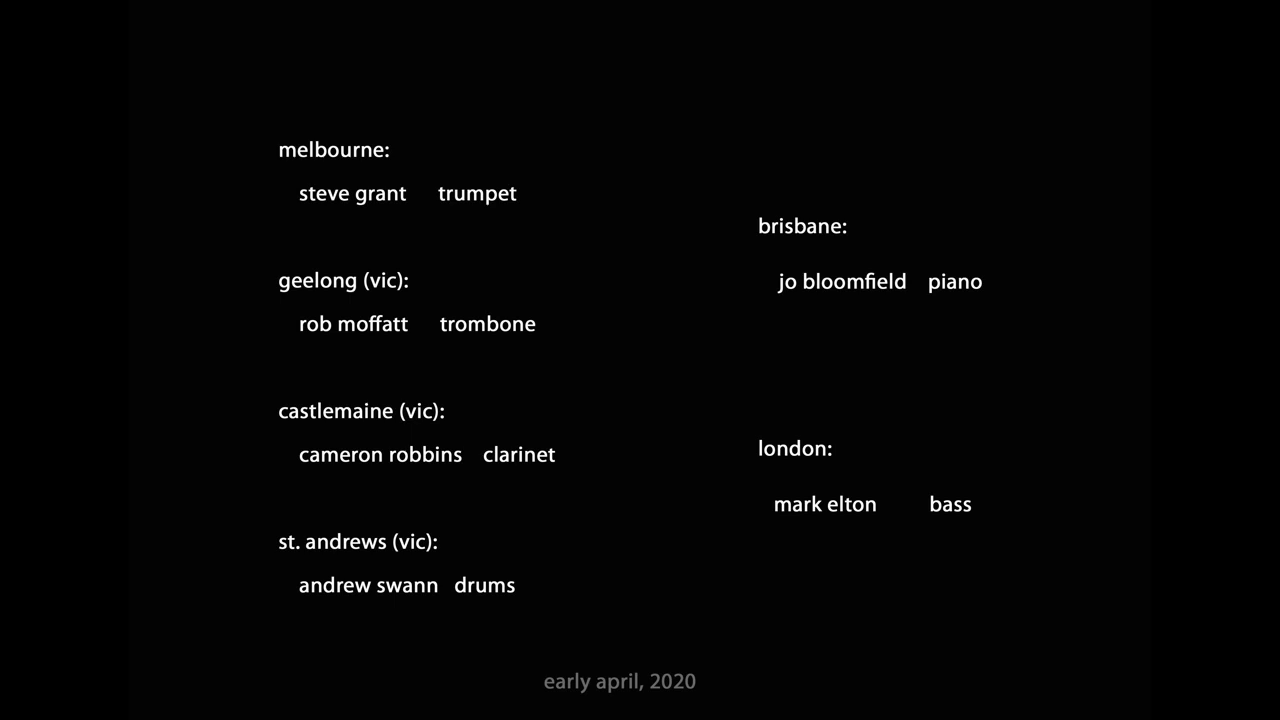 melbourne:
steve grant trumpet
geelong (vic):
rob moffatt trombone
castlemaine (vic):
cameron robbins clarinet
st. andrews (vic):
andrew swann drums
brisbane:
jo bloomfield piano
london:
mark elton bass
early april, 2020